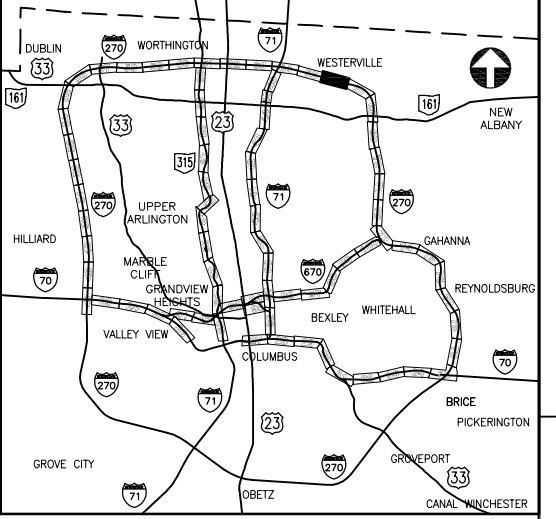 71
DUBLIN
270
WORTHINGTON
33
WESTERVILLE
161
161
33
23
NEW
ALBANY
315
71
270
270
UPPER
ARLINGTON
HILLIARD
GAHANNA
MARBLE
CLIFF
670
70
GRANDVIEW
HEIGHTS
REYNOLDSBURG
BEXLEY
WHITEHALL
VALLEY VIEW
COLUMBUS
70
270
71
BRICE
23
PICKERINGTON
GROVE CITY
270
GROVEPORT
33
71
OBETZ
CANAL WINCHESTER